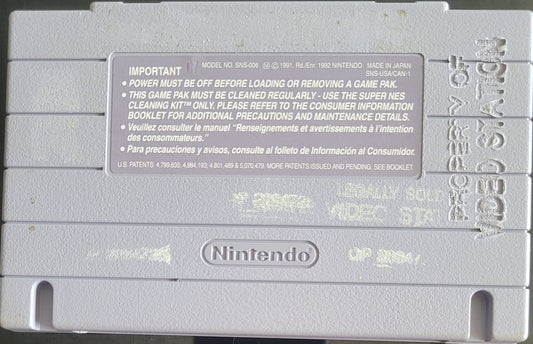 IMPORTANT
MODEL NO. SNS-006 Ⓜ © 1991, Rd./Enr. 1992 NINTENDO MADE IN JAPAN
SNS-USA/CAN-1
• POWER MUST BE OFF BEFORE LOADING OR REMOVING A GAME PAK.
• THIS GAME PAK MUST BE CLEANED REGULARLY - USE THE SUPER NES
CLEANING KIT™ ONLY. PLEASE REFER TO THE CONSUMER INFORMATION
BOOKLET FOR ADDITIONAL PRECAUTIONS AND MAINTENANCE DETAILS.
• Veuillez consulter le manuel "Renseignements et avertissements à l'intention
des consommateurs."
• Para precauciones y avisos, consulte al folleto de Información al Consumidor.
U.S. PATENTS: 4,799,635; 4,984,193; 4,801,489 & 5,070,479. MORE PATENTS ISSUED AND PENDING. SEE BOOKLET.
PROPERTY OF
VIDEO STATION
LEGALLY SOLD
Nintendo